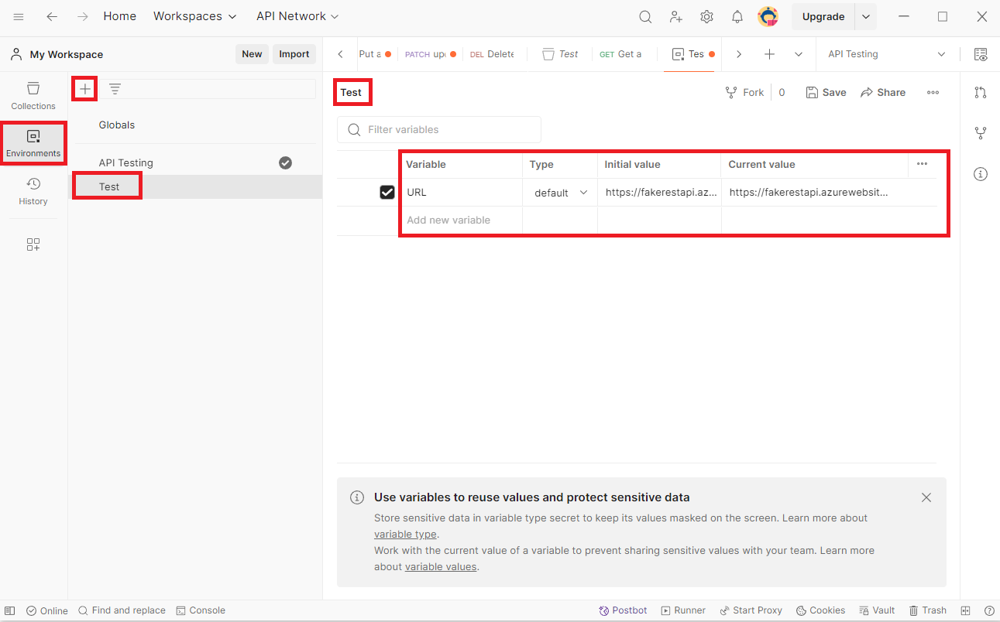 Home Workspaces API Network Upgrade
My Workspace New Import Put a PATCH upd DEL Delete Test GET Get a Tes API Testing
Collections
Environments
History
Globals
API Testing
Test
Test Fork 0 Save Share
Filter variables
Variable Type Initial value Current value
URL default https://fakerestapi.az... https://fakerestapi.azurewebsit...
Add new variable
Use variables to reuse values and protect sensitive data
Store sensitive data in variable type secret to keep its values masked on the screen. Learn more about
variable type.
Work with the current value of a variable to prevent sharing sensitive values with your team. Learn more
about variable values.
Online Find and replace Console Postbot Runner Start Proxy Cookies Vault Trash